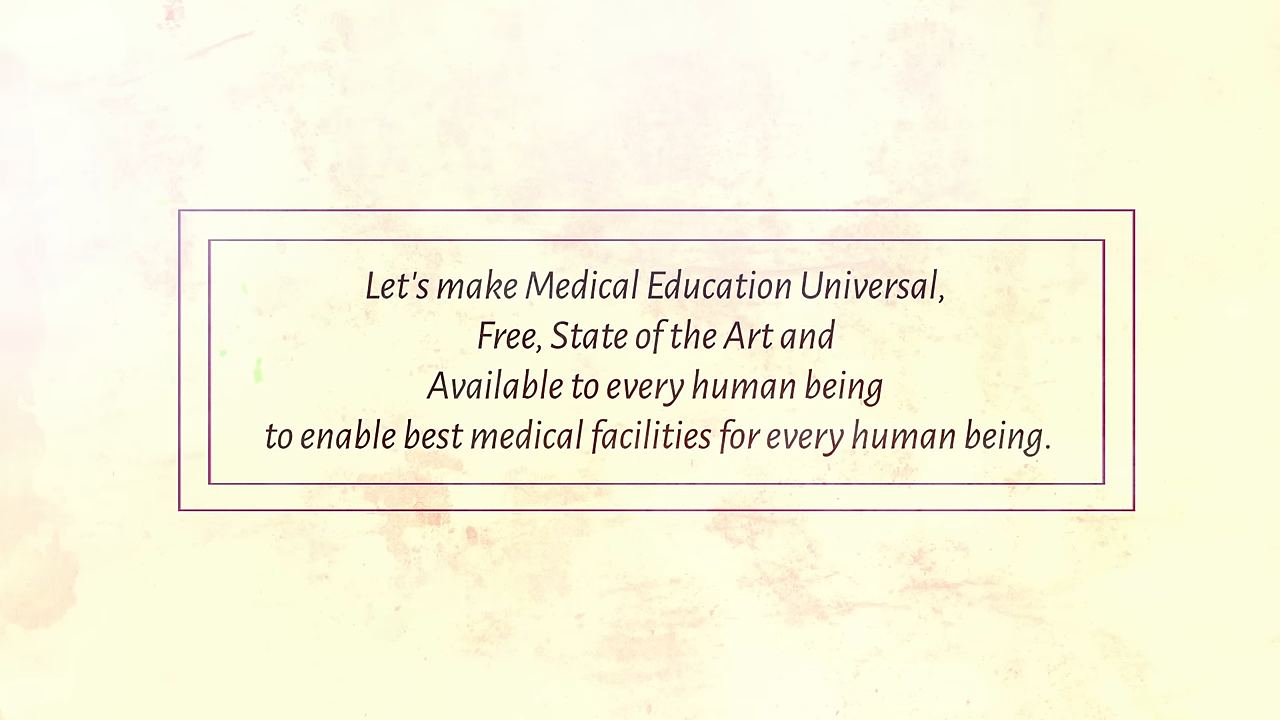 Let's make Medical Education Universal,
Free, State of the Art and
Available to every human being
to enable best medical facilities for every human being.